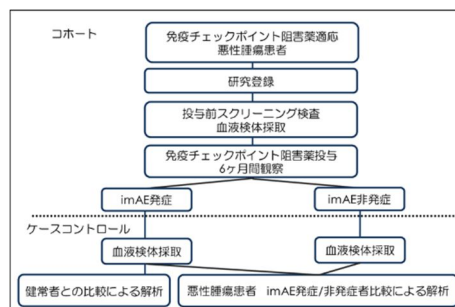 コホート
免疫チェックポイント阻害薬適応
悪性腫瘍患者
研究登録
投与前スクリーニング検査
血液検体採取
免疫チェックポイント阻害薬投与
6ヶ月間観察
imAE発症
imAE非発症
ケースコントロール
血液検体採取
血液検体採取
健常者との比較による解析
悪性腫瘍患者 imAE発症/非発症者比較による解析